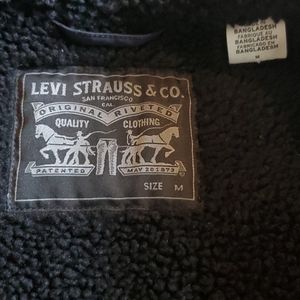 LEVI STRAUSS & CO.
SAN FRANCISCO
CAL
ORIGINAL RIVETED
QUALITY CLOTHING
PATENTED MAY 20 1873
SIZE M
BANGLADESH
FABRIQUÉ AU
BANGLADESH
FABRICADO EN
BANGLADESH
M